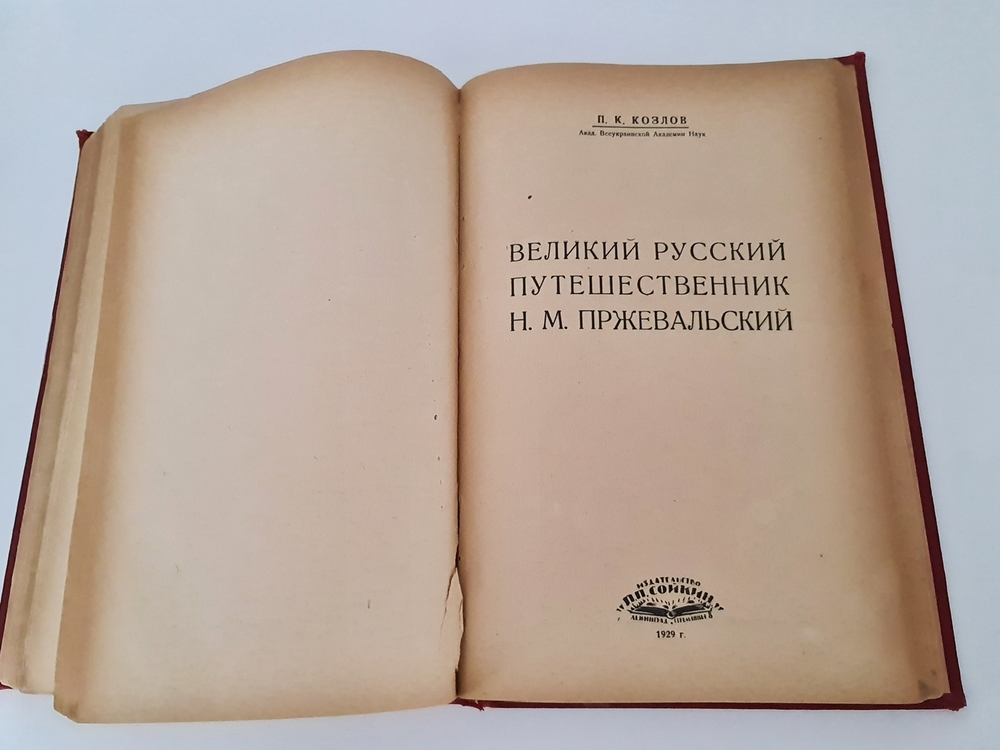 П. К. КОЗЛОВ
Акад. Всеукраинской Академии Наук
ВЕЛИКИЙ РУССКИЙ
ПУТЕШЕСТВЕННИК
Н. М. ПРЖЕВАЛЬСКИЙ
ИЗДАТЕЛЬСТВО
П.П. СОЙКИН
ЛЕНИНГРАД
1929 г.